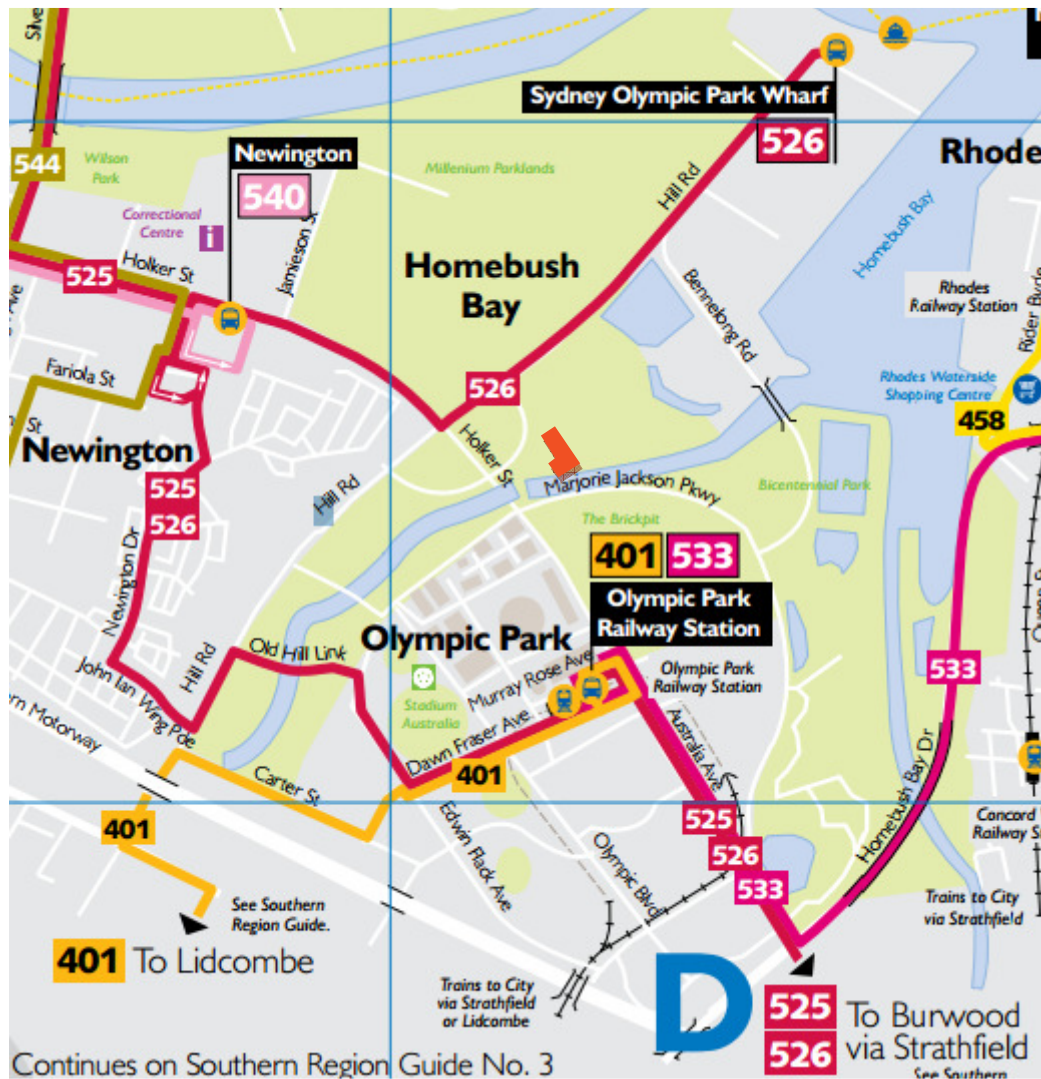 Silve
Sydney Olympic Park Wharf
526
544
Wilson
Park
Newington
540
Millenium Parklands
Hill Rd
Rhode
Correctional
Centre
i
Jamieson St
Homebush Bay
Holker St
525
Homebush
Bay
Bennelong Rd
Rhodes
Railway Station
Rider
Ave
Fariola St
526
Rhodes Waterside
Shopping Centre
458
St
Newington
Holker St
525
526
Hill Rd
Marjorie Jackson Pkwy
Bicentennial Park
The Brickpit
401
533
Newington Dr
Olympic Park
Railway Station
Olympic Park
Old Hill Link
Hill Rd
Murray Rose Ave
Olympic Park
Railway Station
533
John Ian Wing Pde
Stadium
Australia
rn Motorway
Dawn Fraser Ave
Australia Ave
401
Carter St
Homebush Bay Dr
401
Edwin Flack Ave
Olympic Blvd
525
526
533
Concord
Railway St
See Southern
Region Guide.
Trains to City
via Strathfield
401 To Lidcombe
Trains to City
via Strathfield
or Lidcombe
D
525
526
To Burwood
via Strathfield
See Southern
Continues on Southern Region Guide No. 3